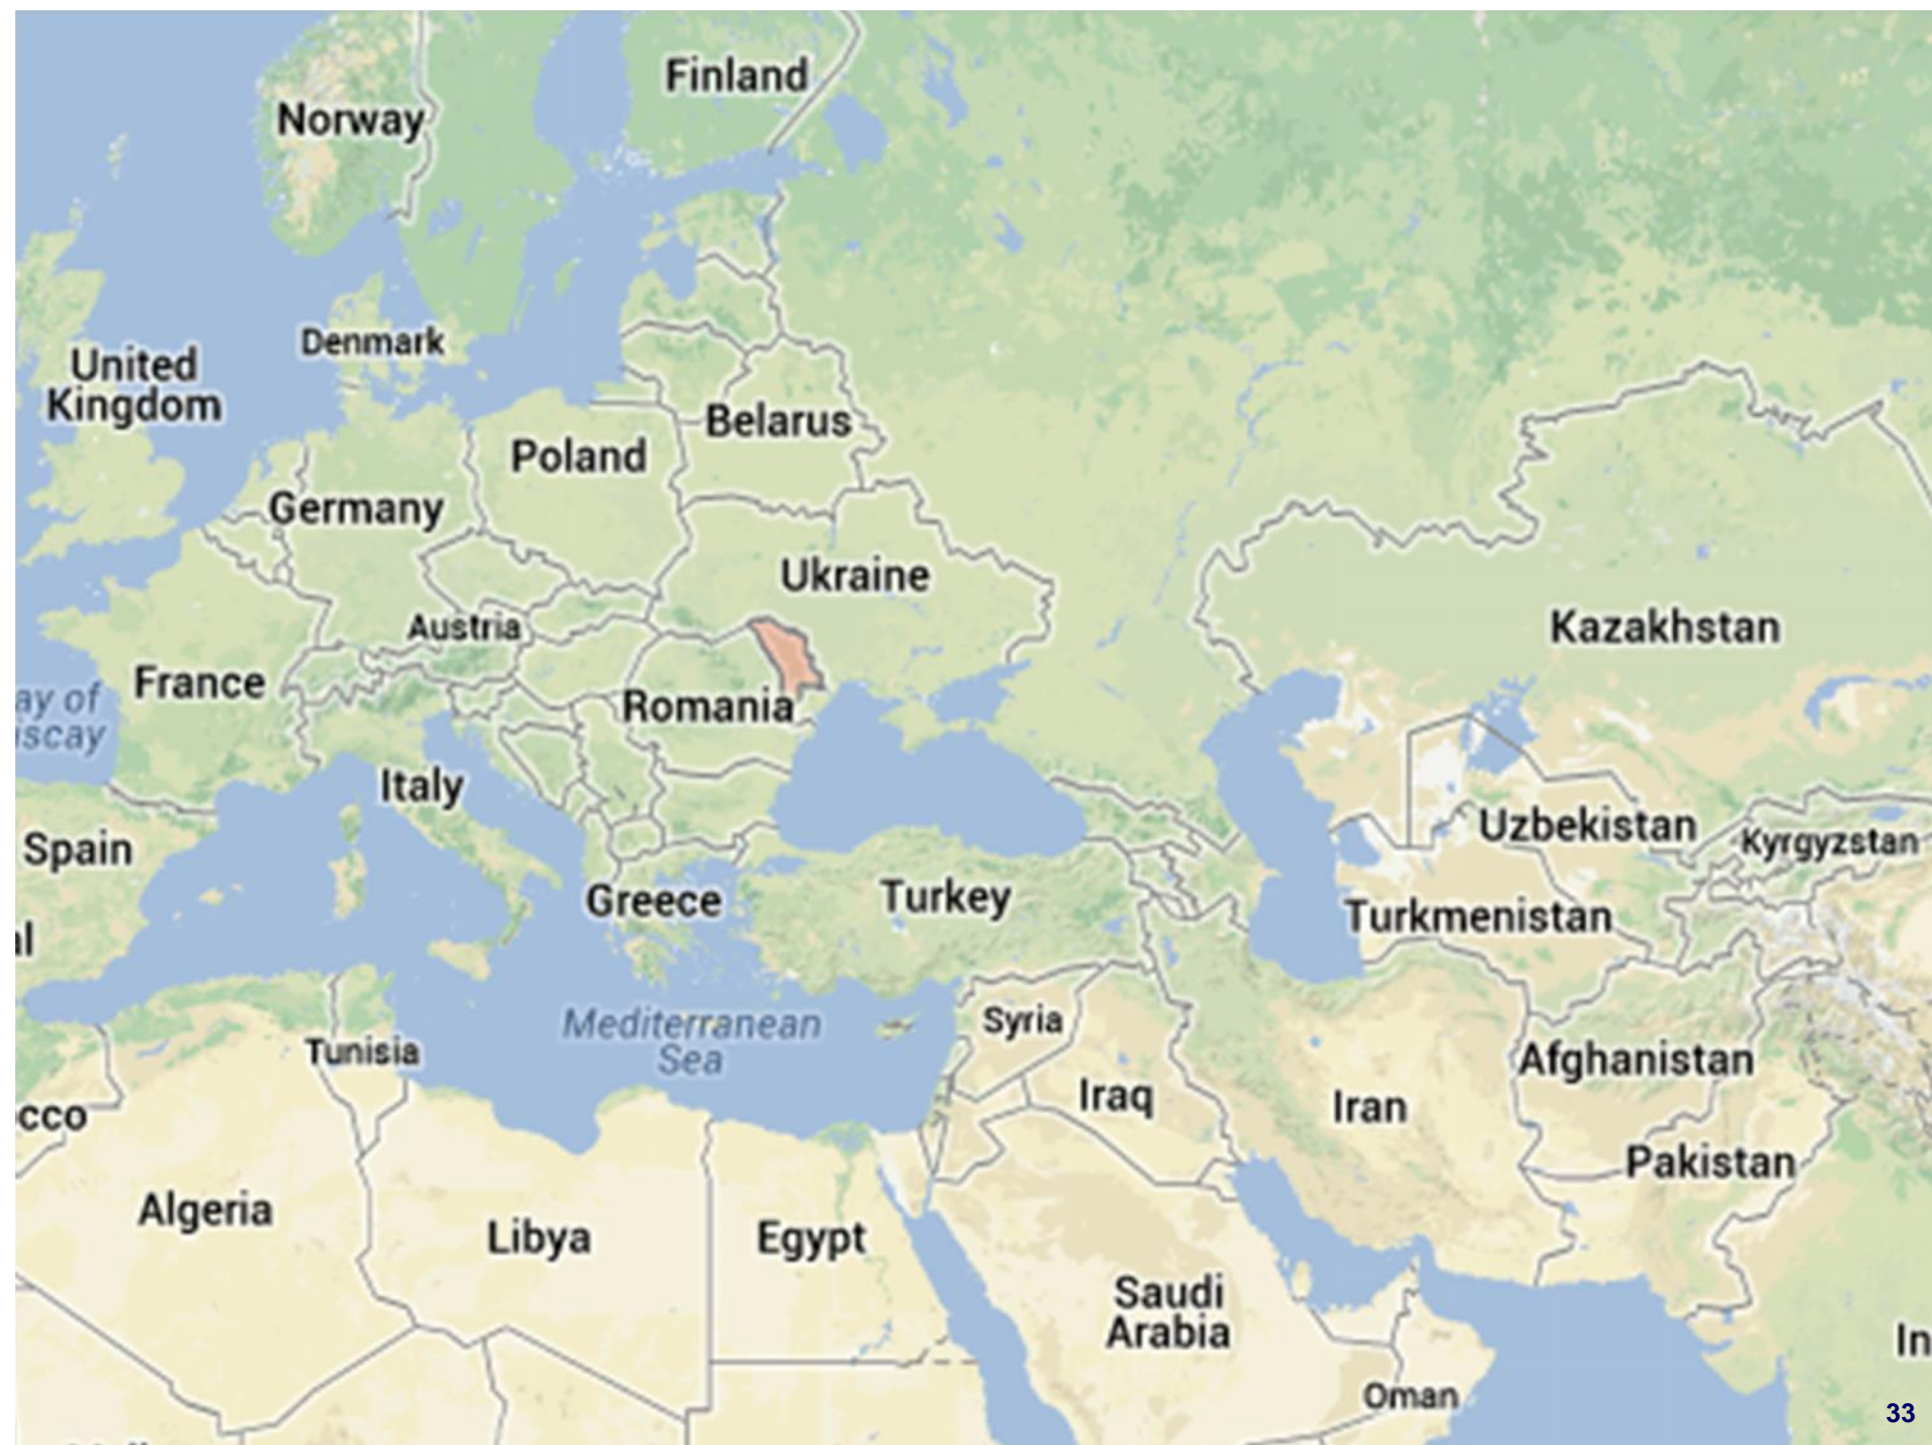 Finland
Norway
Denmark
United
Kingdom
Belarus
Poland
Germany
Ukraine
Austria
Kazakhstan
France
ay of
iscay
Romania
Italy
Spain
Uzbekistan
Kyrgyzstan
Greece
Turkey
Turkmenistan
al
Mediterranean
Sea
Syria
Tunisia
Afghanistan
Iraq
Iran
cco
Pakistan
Algeria
Libya
Egypt
Saudi
Arabia
In
Oman
33